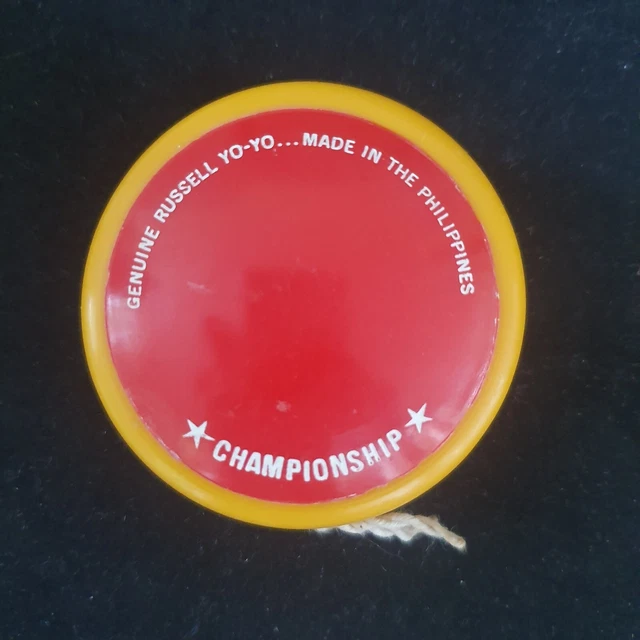 GENUINE RUSSELL YO-YO...MADE IN THE PHILIPPINES
CHAMPIONSHIP